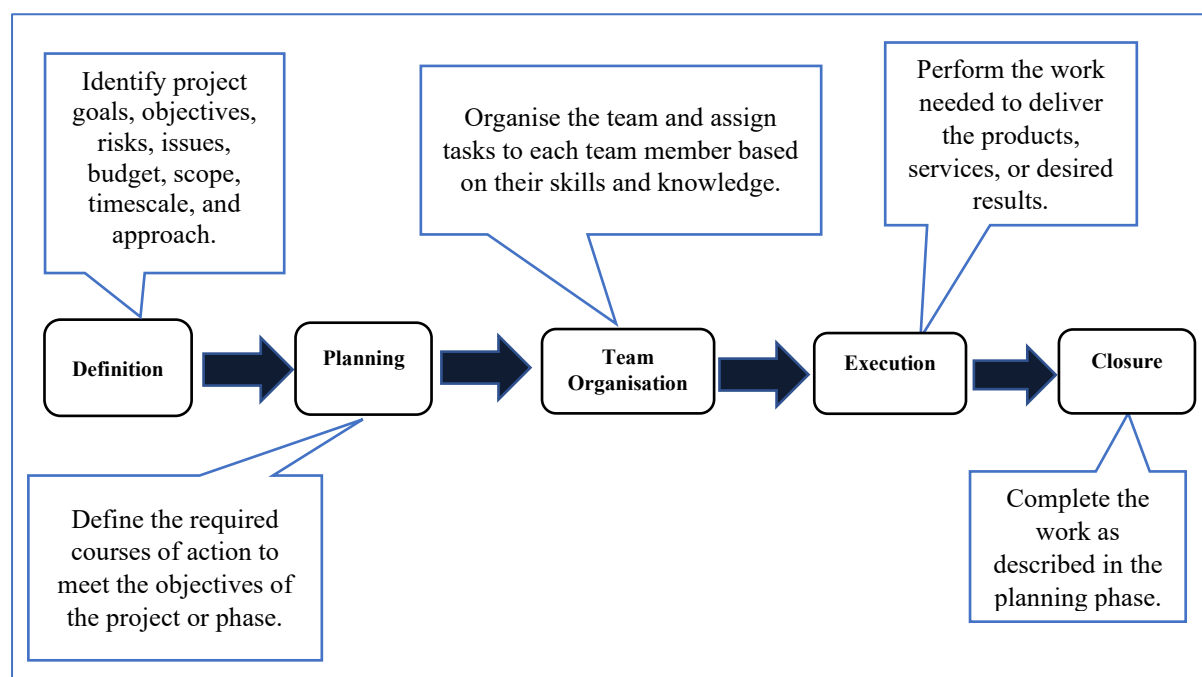 Identify project
goals, objectives,
risks, issues,
budget, scope,
timescale, and
approach.
Organise the team and assign
tasks to each team member based
on their skills and knowledge.
Perform the work
needed to deliver
the products,
services, or desired
results.
Definition
Planning
Team
Organisation
Execution
Closure
Define the required
courses of action to
meet the objectives of
the project or phase.
Complete the
work as
described in the
planning phase.